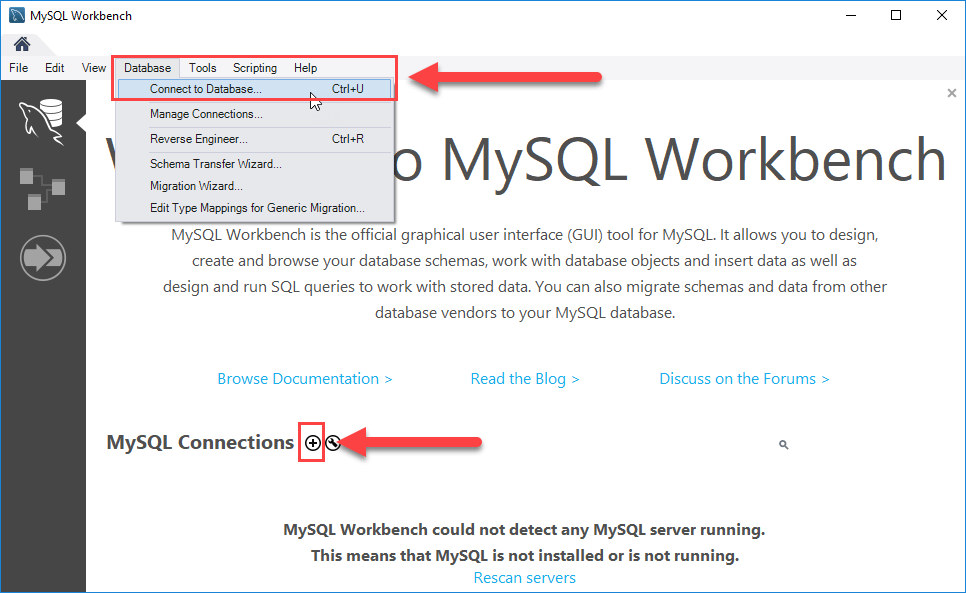 MySQL Workbench
File Edit View Database Tools Scripting Help
Connect to Database... Ctrl+U
Manage Connections...
Reverse Engineer... Ctrl+R
Schema Transfer Wizard...
Migration Wizard...
Edit Type Mappings for Generic Migration...
MySQL Workbench
MySQL Workbench is the official graphical user interface (GUI) tool for MySQL. It allows you to design,
create and browse your database schemas, work with database objects and insert data as well as
design and run SQL queries to work with stored data. You can also migrate schemas and data from other
database vendors to your MySQL database.
Browse Documentation > Read the Blog > Discuss on the Forums >
MySQL Connections
MySQL Workbench could not detect any MySQL server running.
This means that MySQL is not installed or is not running.
Rescan servers